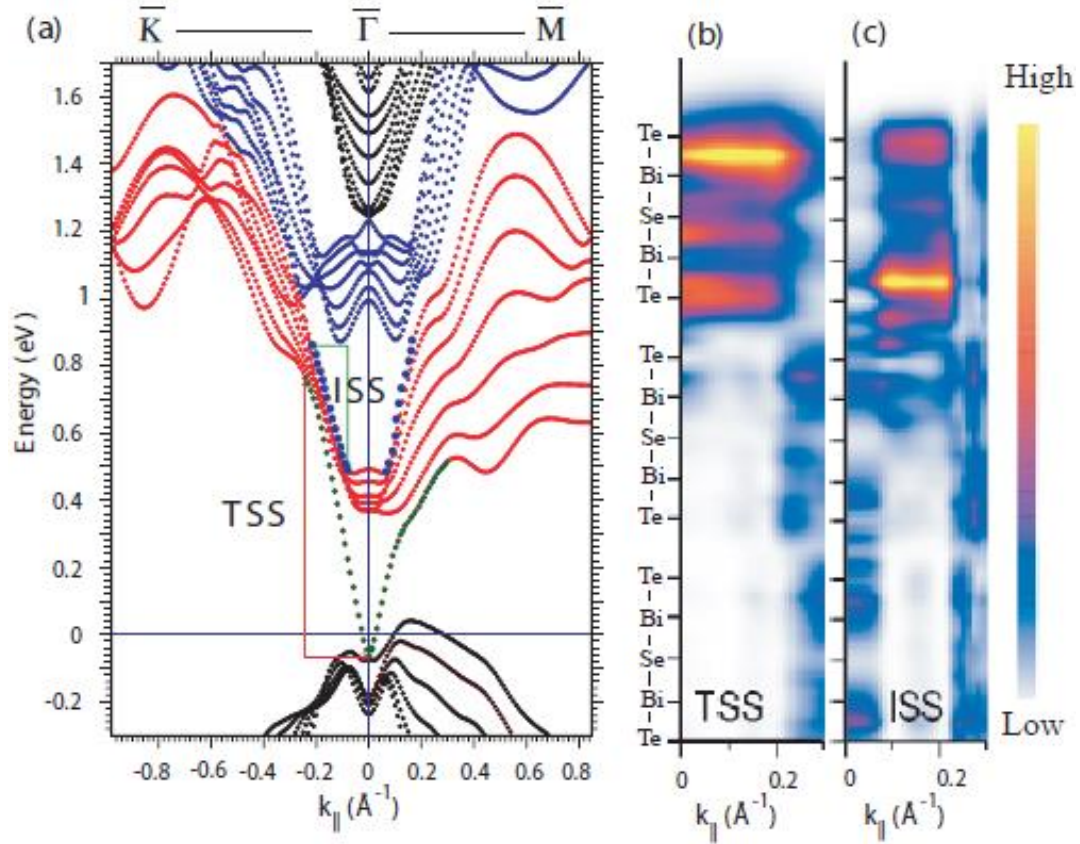 (a)
K Γ M
Energy (eV)
1.6
1.4
1.2
1
0.8
0.6
0.4
0.2
0
-0.2
TSS
ISS
-0.8 -0.6 -0.4 -0.2 0 0.2 0.4 0.6 0.8
k∥ (Å⁻¹)
(b)
Te
Bi
Se
Bi
Te
Te
Bi
Se
Bi
Te
Te
Bi
Se
Bi
Te
TSS
0 0.2
k∥ (Å⁻¹)
(c)
ISS
0 0.2
k∥ (Å⁻¹)
High
Low